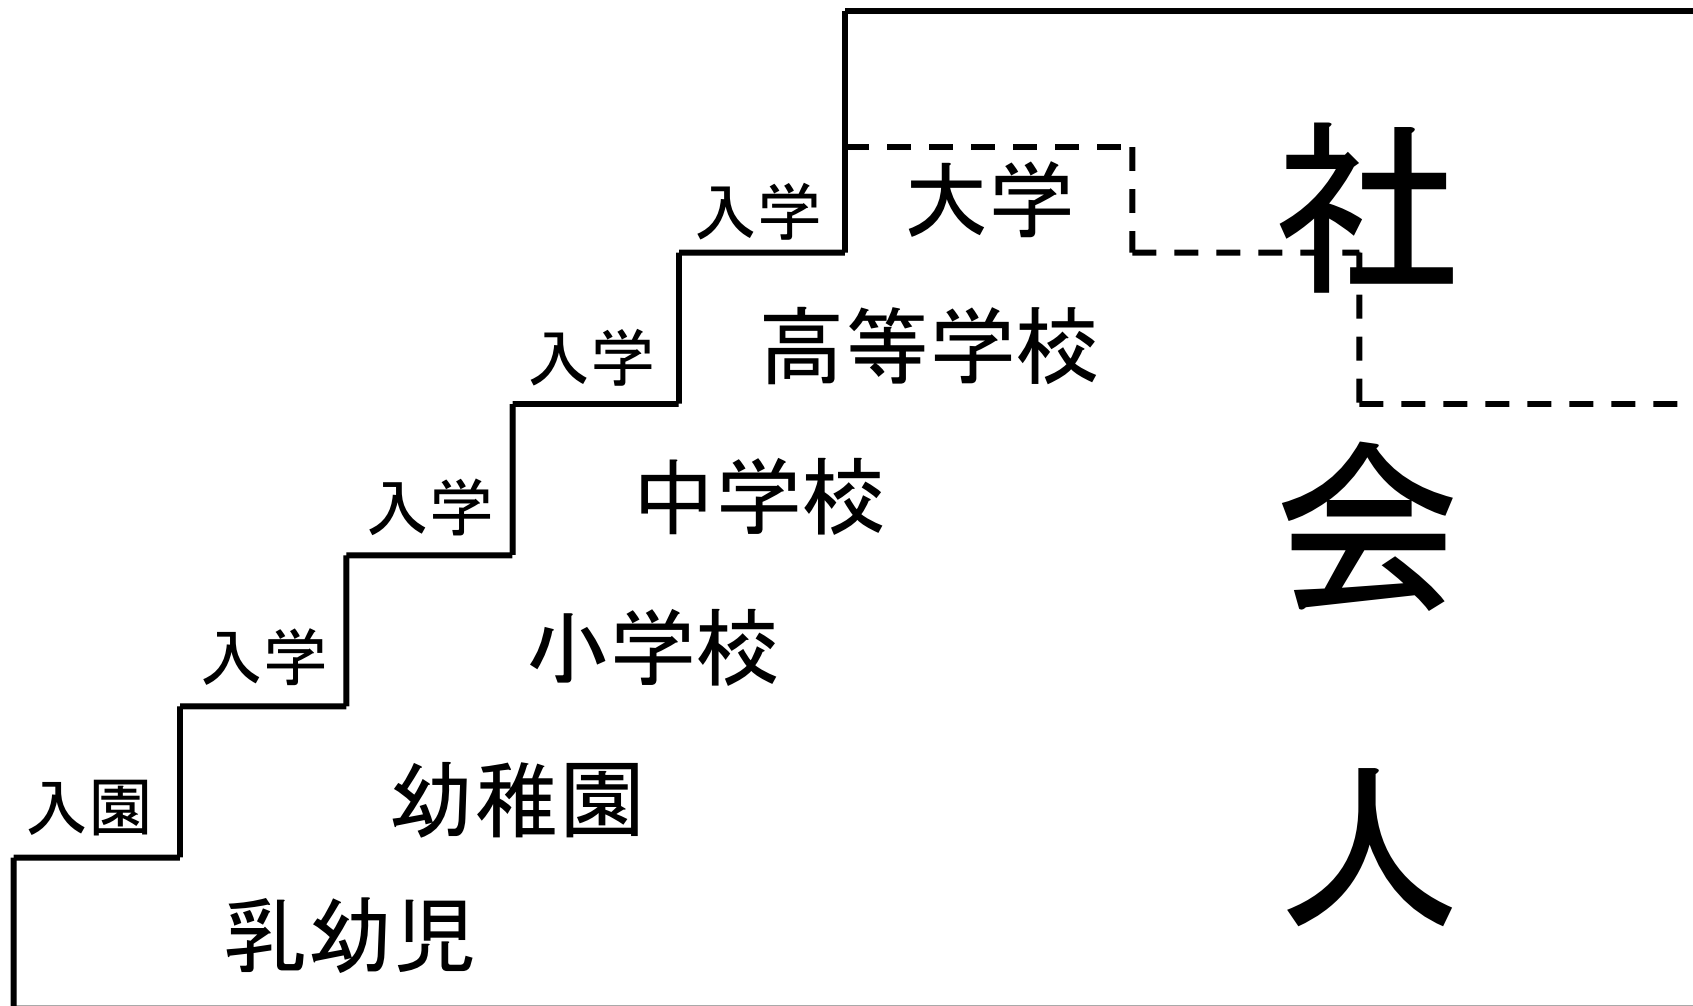 入学
大学
入学
高等学校
入学
中学校
入学
小学校
入園
幼稚園
乳幼児
社会人